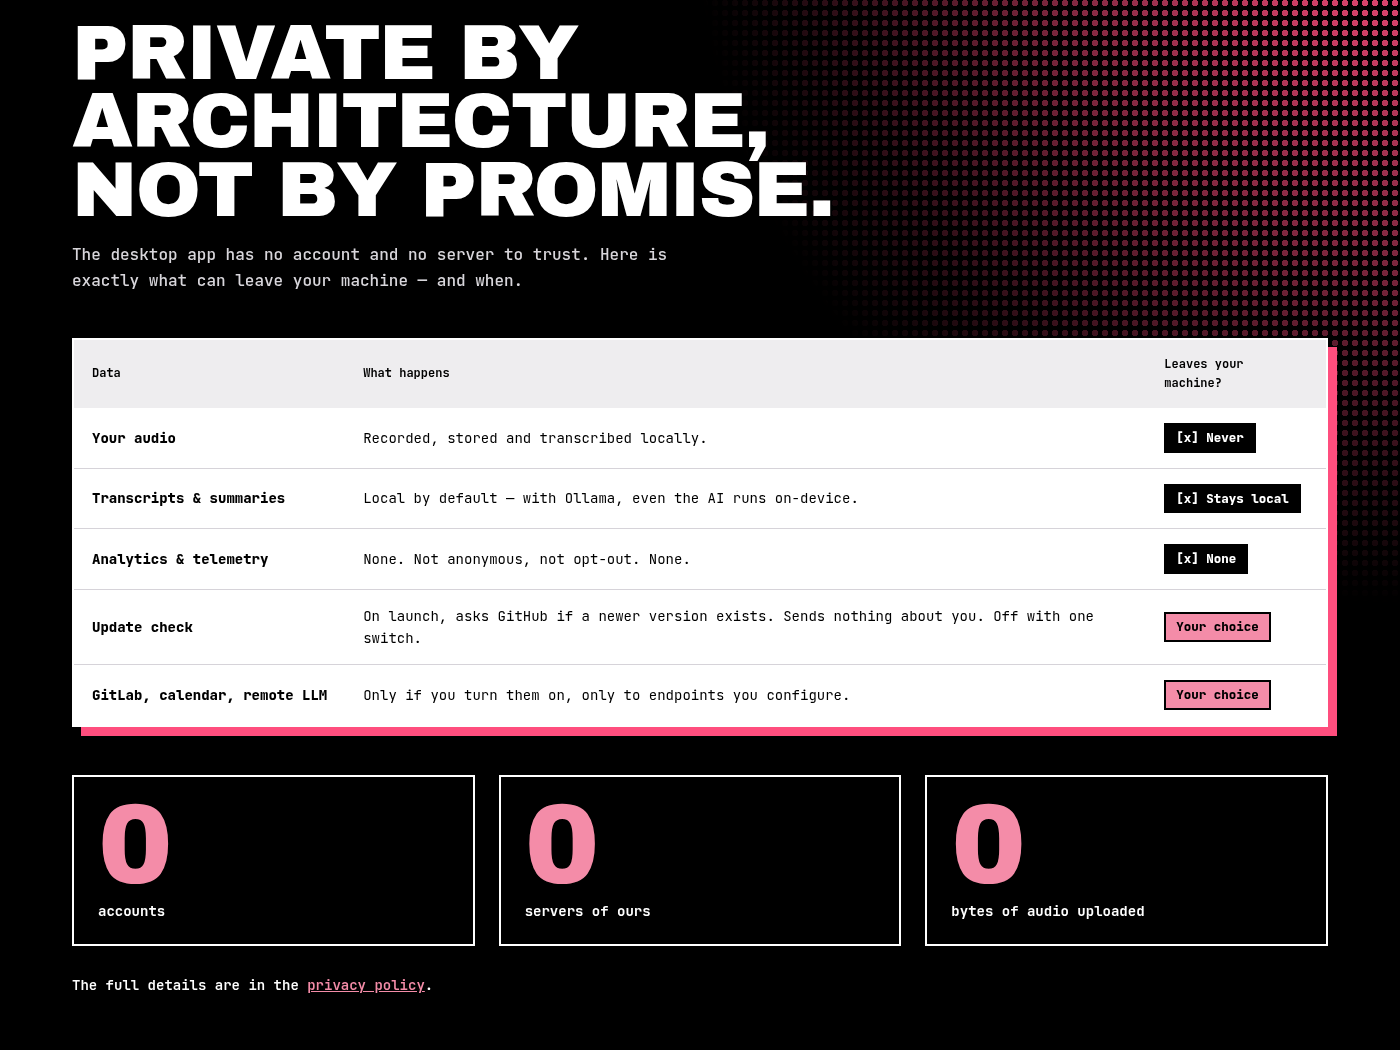 PRIVATE BY
ARCHITECTURE,
NOT BY PROMISE.
The desktop app has no account and no server to trust. Here is
exactly what can leave your machine — and when.
Data
What happens
Leaves your
machine?
Your audio
Recorded, stored and transcribed locally.
[x] Never
Transcripts & summaries
Local by default — with Ollama, even the AI runs on-device.
[x] Stays local
Analytics & telemetry
None. Not anonymous, not opt-out. None.
[x] None
Update check
On launch, asks GitHub if a newer version exists. Sends nothing about you. Off with one
switch.
Your choice
GitLab, calendar, remote LLM
Only if you turn them on, only to endpoints you configure.
Your choice
0
accounts
0
servers of ours
0
bytes of audio uploaded
The full details are in the privacy policy.